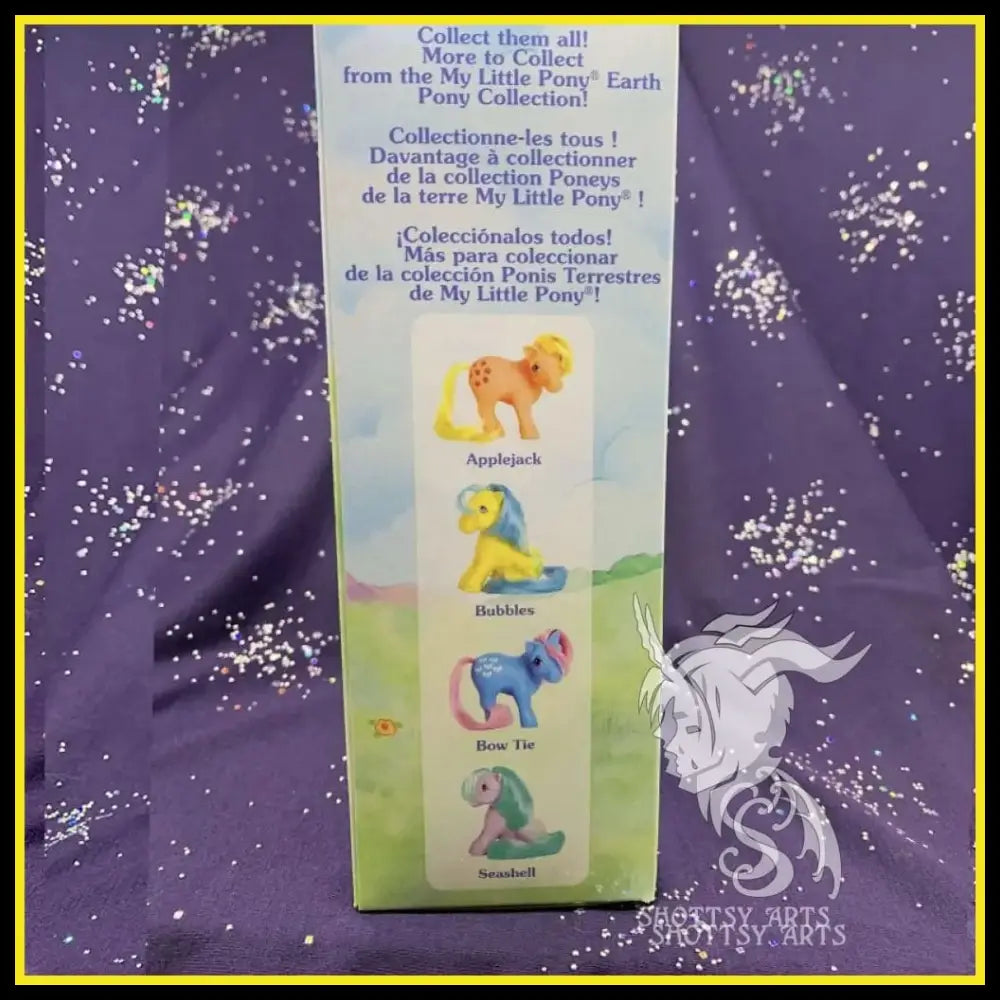 Collect them all!
More to Collect
from the My Little Pony® Earth
Pony Collection!
Collectionne-les tous !
Davantage à collectionner
de la collection Poneys
de la terre My Little Pony® !
¡Colecciónalos todos!
Más para coleccionar
de la colección Ponis Terrestres
de My Little Pony®!
Applejack
Bubbles
Bow Tie
Seashell
S
SHOTTSY ARTS
SHOTTSY ARTS